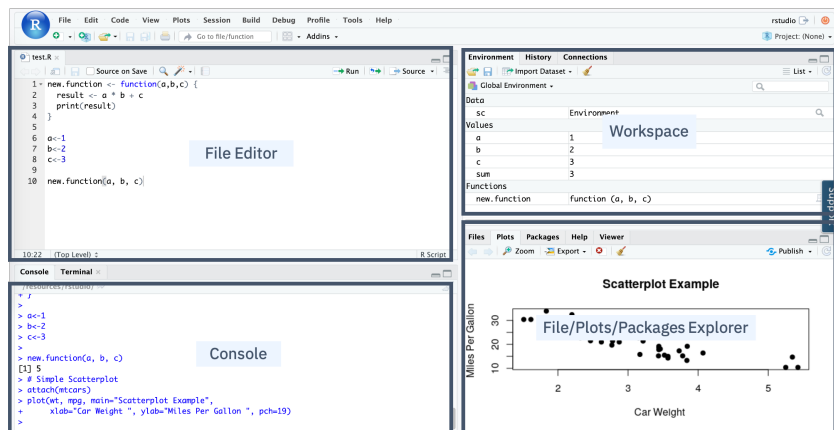 R File Edit Code View Plots Session Build Debug Profile Tools Help rstudio
Go to file/function Addins Project: (None)
test.R
Source on Save Run Source
1 new.function <- function(a,b,c) {
2 result <- a * b + c
3 print(result)
4 }
5
6 a<-1
7 b<-2
8 c<-3
9
10 new.function(a, b, c)
File Editor
10:22 (Top Level) R Script
Console Terminal
/resources/rstudio/
+ }
>
> a<-1
> b<-2
> c<-3
>
> new.function(a, b, c)
[1] 5
> # Simple Scatterplot
> attach(mtcars)
> plot(wt, mpg, main="Scatterplot Example",
+ xlab="Car Weight ", ylab="Miles Per Gallon ", pch=19)
>
Console
Environment History Connections
Import Dataset List
Global Environment
Data
sc Environment
Values
a 1
b 2
c 3
sum 3
Functions
new.function function (a, b, c)
Workspace
Files Plots Packages Help Viewer
Zoom Export Publish
Scatterplot Example
Miles Per Gallon
30
20
10
File/Plots/Packages Explorer
2 3 4 5
Car Weight